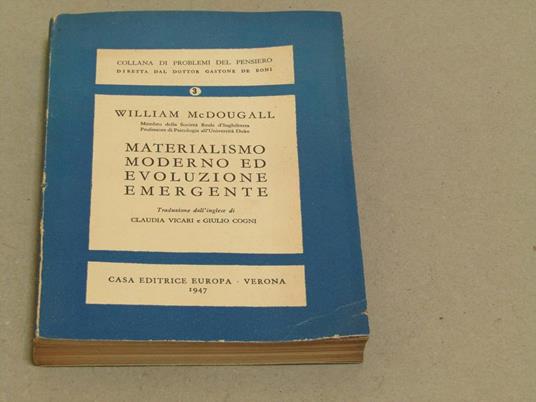 COLLANA DI PROBLEMI DEL PENSIERO
DIRETTA DAL DOTTOR GASTONE DE BONI
3
WILLIAM McDOUGALL
Membro della Società Reale d'Inghilterra
Professore di Psicologia all'Università Duke
MATERIALISMO
MODERNO ED
EVOLUZIONE
EMERGENTE
Traduzione dall'inglese di
CLAUDIA VICARI e GIULIO COGNI
CASA EDITRICE EUROPA · VERONA
1947